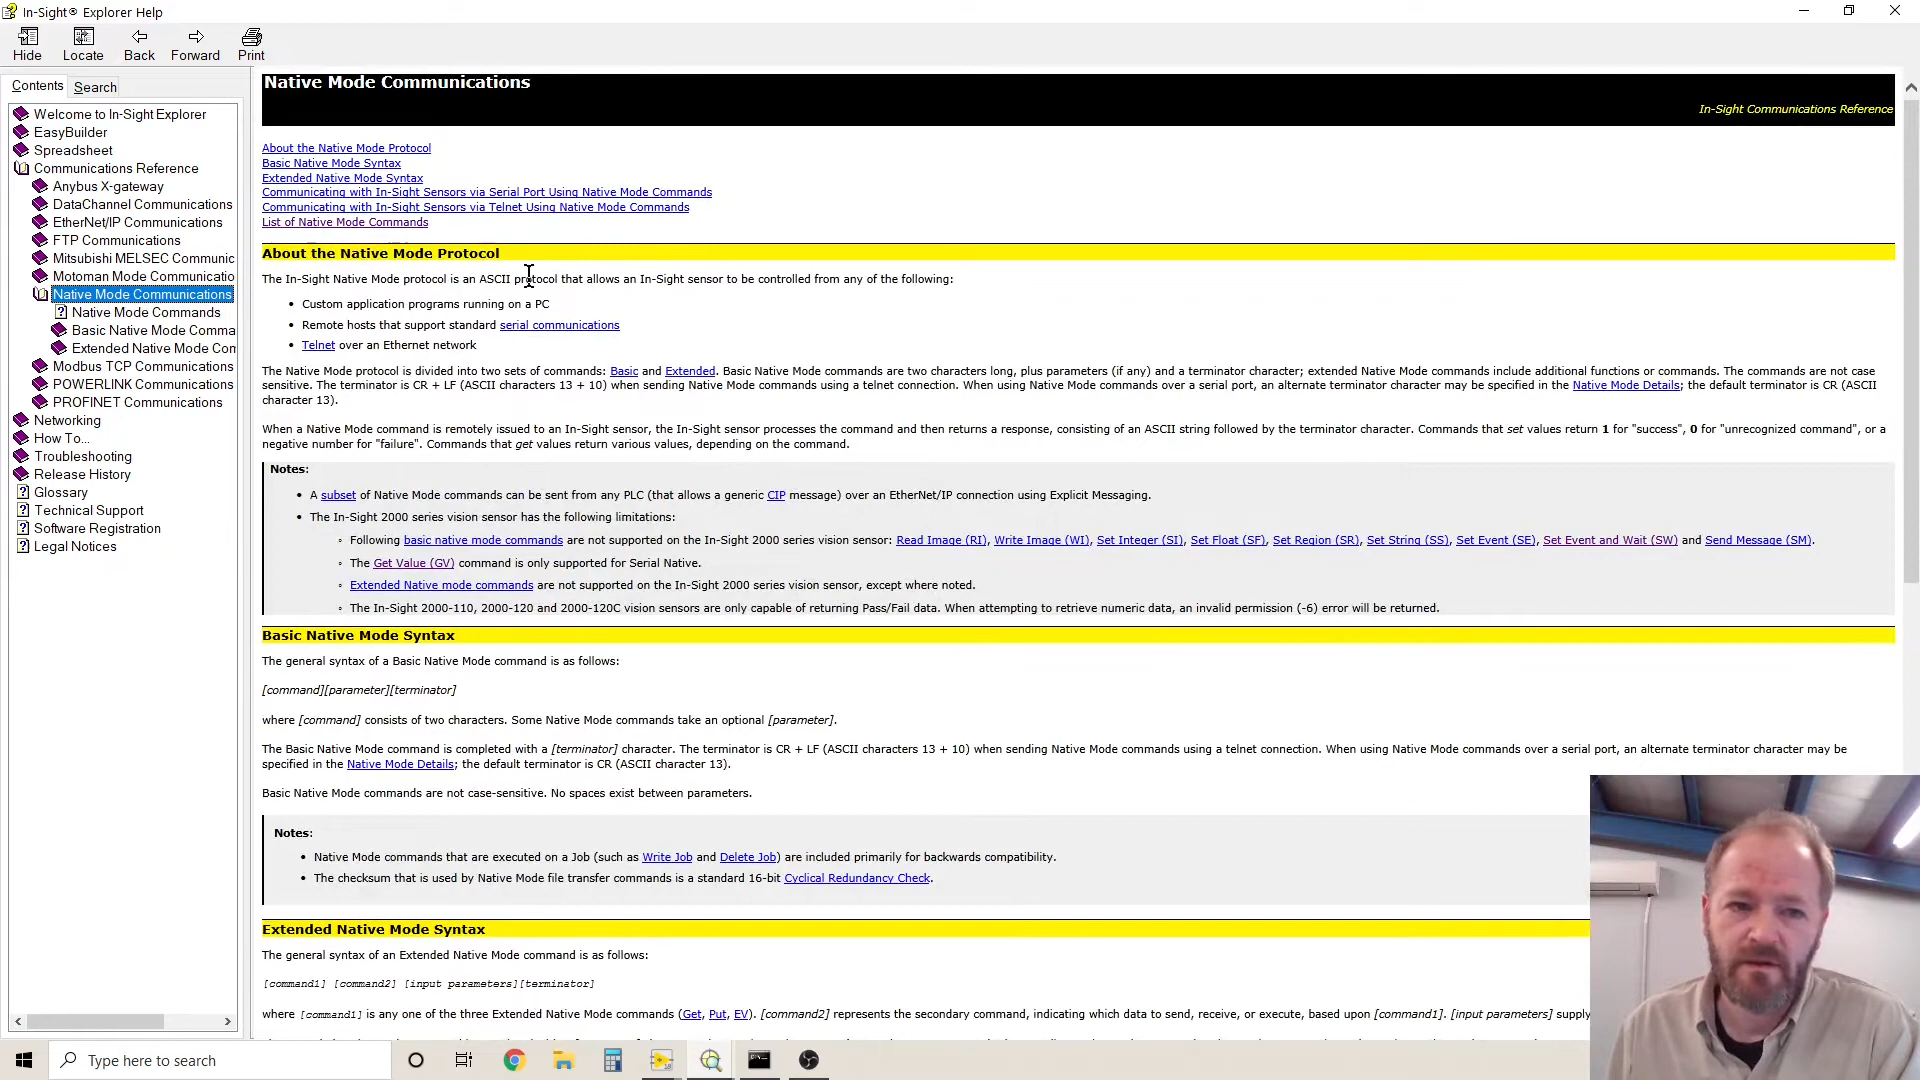 In-Sight® Explorer Help
Hide
Locate
Back
Forward
Print
Contents
Search
Welcome to In-Sight Explorer
EasyBuilder
Spreadsheet
Communications Reference
Anybus X-gateway
DataChannel Communications
EtherNet/IP Communications
FTP Communications
Mitsubishi MELSEC Communic
Motoman Mode Communicatio
Native Mode Communications
Native Mode Commands
Basic Native Mode Comma
Extended Native Mode Con
Modbus TCP Communications
POWERLINK Communications
PROFINET Communications
Networking
How To...
Troubleshooting
Release History
Glossary
Technical Support
Software Registration
Legal Notices
Native Mode Communications
In-Sight Communications Reference
About the Native Mode Protocol
Basic Native Mode Syntax
Extended Native Mode Syntax
Communicating with In-Sight Sensors via Serial Port Using Native Mode Commands
Communicating with In-Sight Sensors via Telnet Using Native Mode Commands
List of Native Mode Commands
About the Native Mode Protocol
The In-Sight Native Mode protocol is an ASCII protocol that allows an In-Sight sensor to be controlled from any of the following:
• Custom application programs running on a PC
• Remote hosts that support standard serial communications
• Telnet over an Ethernet network
The Native Mode protocol is divided into two sets of commands: Basic and Extended. Basic Native Mode commands are two characters long, plus parameters (if any) and a terminator character; extended Native Mode commands include additional functions or commands. The commands are not case
sensitive. The terminator is CR + LF (ASCII characters 13 + 10) when sending Native Mode commands using a telnet connection. When using Native Mode commands over a serial port, an alternate terminator character may be specified in the Native Mode Details; the default terminator is CR (ASCII
character 13).
When a Native Mode command is remotely issued to an In-Sight sensor, the In-Sight sensor processes the command and then returns a response, consisting of an ASCII string followed by the terminator character. Commands that set values return 1 for "success", 0 for "unrecognized command", or a
negative number for "failure". Commands that get values return various values, depending on the command.
Notes:
• A subset of Native Mode commands can be sent from any PLC (that allows a generic CIP message) over an EtherNet/IP connection using Explicit Messaging.
• The In-Sight 2000 series vision sensor has the following limitations:
◦ Following basic native mode commands are not supported on the In-Sight 2000 series vision sensor: Read Image (RI), Write Image (WI), Set Integer (SI), Set Float (SF), Set Region (SR), Set String (SS), Set Event (SE), Set Event and Wait (SW) and Send Message (SM).
◦ The Get Value (GV) command is only supported for Serial Native.
◦ Extended Native mode commands are not supported on the In-Sight 2000 series vision sensor, except where noted.
◦ The In-Sight 2000-110, 2000-120 and 2000-120C vision sensors are only capable of returning Pass/Fail data. When attempting to retrieve numeric data, an invalid permission (-6) error will be returned.
Basic Native Mode Syntax
The general syntax of a Basic Native Mode command is as follows:
[command][parameter][terminator]
where [command] consists of two characters. Some Native Mode commands take an optional [parameter].
The Basic Native Mode command is completed with a [terminator] character. The terminator is CR + LF (ASCII characters 13 + 10) when sending Native Mode commands using a telnet connection. When using Native Mode commands over a serial port, an alternate terminator character may be
specified in the Native Mode Details; the default terminator is CR (ASCII character 13).
Basic Native Mode commands are not case-sensitive. No spaces exist between parameters.
Notes:
• Native Mode commands that are executed on a Job (such as Write Job and Delete Job) are included primarily for backwards compatibility.
• The checksum that is used by Native Mode file transfer commands is a standard 16-bit Cyclical Redundancy Check.
Extended Native Mode Syntax
The general syntax of an Extended Native Mode command is as follows:
[command1] [command2] [input parameters][terminator]
where [command1] is any one of the three Extended Native Mode commands (Get, Put, EV). [command2] represents the secondary command, indicating which data to send, receive, or execute, based upon [command1]. [input parameters] supply
Type here to search